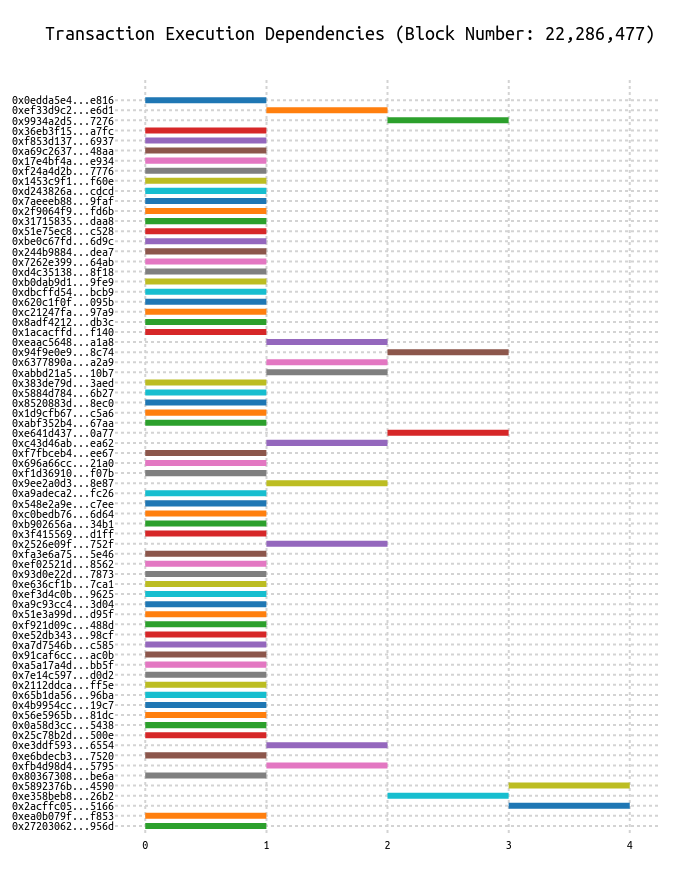 Transaction Execution Dependencies (Block Number: 22,286,477)
0x0edda5e4...e816
0xef33d9c2...e6d1
0x9934a2d5...7276
0x36eb3f15...a7fc
0xf853d137...6937
0xa69c2637...48aa
0x17e4bf4a...e934
0xf24a4d2b...7776
0x1453c9f1...f60e
0xd243826a...cdcd
0x7aeeeb88...9faf
0x2f9064f9...fd6b
0x31715835...daa8
0x51e75ec8...c528
0xbe0c67fd...6d9c
0x244b9884...dea7
0x7262e399...64ab
0xd4c35138...8f18
0xb0dab9d1...9fe9
0xdbcffd54...bcb9
0x620c1f0f...095b
0xc21247fa...97a9
0x8adf4212...db3c
0x1acacffd...f140
0xeaac5648...a1a8
0x94f9e0e9...8c74
0x6377890a...a2a9
0xabbd21a5...10b7
0x383de79d...3aed
0x5884d784...6b27
0x8520883d...8ec0
0x1d9cfb67...c5a6
0xabf352b4...67aa
0xe641d437...0a77
0xc43d46ab...ea62
0xf7fbceb4...ee67
0x696a66cc...21a0
0xf1d36910...f07b
0x9ee2a0d3...8e87
0xa9adeca2...fc26
0x548e2a9e...c7ee
0xc0bedb76...6d64
0xb902656a...34b1
0x3f415569...d1ff
0x2526e09f...752f
0xfa3e6a75...5e46
0xef02521d...8562
0x93d0e22d...7873
0xe636cf1b...7ca1
0xef3d4c0b...9625
0xa9c93cc4...3d04
0x51e3a99d...d95f
0xf921d09c...488d
0xe52db343...98cf
0xa7d7546b...c585
0x91caf6cc...ac0b
0xa5a17a4d...bb5f
0x7e14c597...d0d2
0x2112ddca...ff5e
0x65b1da56...96ba
0x4b9954cc...19c7
0x56e5965b...81dc
0x0a58d3cc...5438
0x25c78b2d...500e
0xe3ddf593...6554
0xe6bdecb3...7520
0xfb4d98d4...5795
0x80367308...be6a
0x5892376b...4590
0xe358beb8...26b2
0x2acffc05...5166
0xea0b079f...f853
0x27203062...956d
0 1 2 3 4